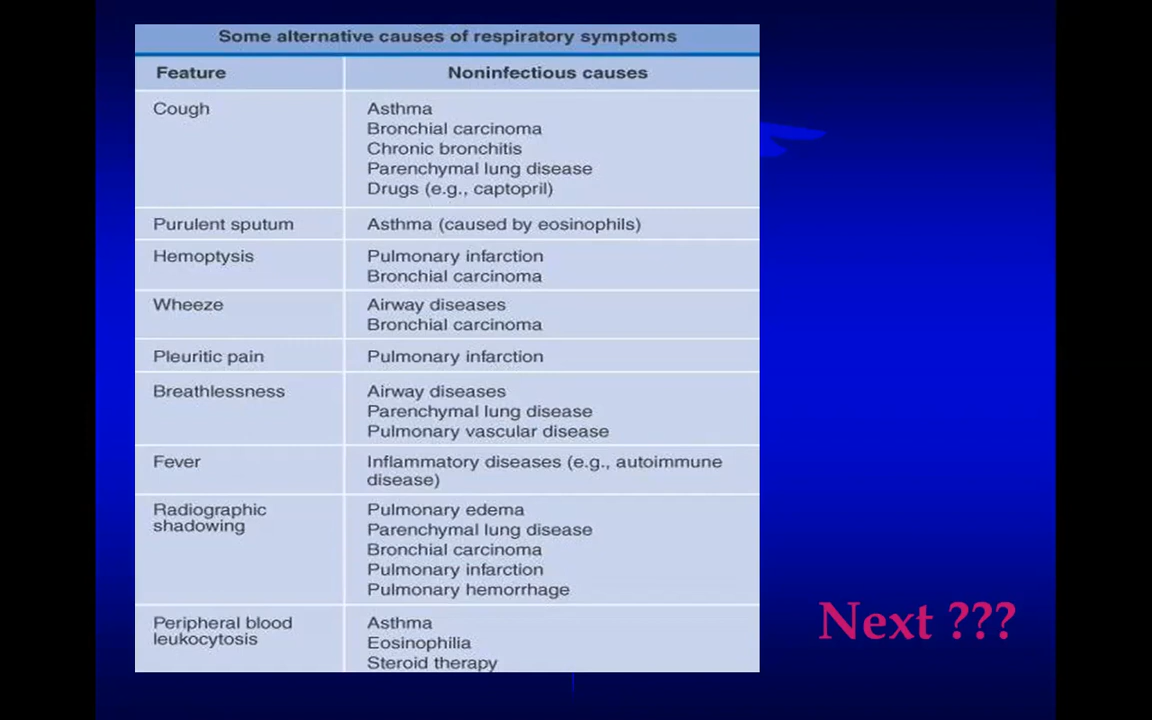 Some alternative causes of respiratory symptoms
Feature Noninfectious causes
Cough Asthma
Bronchial carcinoma
Chronic bronchitis
Parenchymal lung disease
Drugs (e.g., captopril)
Purulent sputum Asthma (caused by eosinophils)
Hemoptysis Pulmonary infarction
Bronchial carcinoma
Wheeze Airway diseases
Bronchial carcinoma
Pleuritic pain Pulmonary infarction
Breathlessness Airway diseases
Parenchymal lung disease
Pulmonary vascular disease
Fever Inflammatory diseases (e.g., autoimmune
disease)
Radiographic Pulmonary edema
shadowing Parenchymal lung disease
Bronchial carcinoma
Pulmonary infarction
Pulmonary hemorrhage
Peripheral blood Asthma
leukocytosis Eosinophilia
Steroid therapy
Next ???